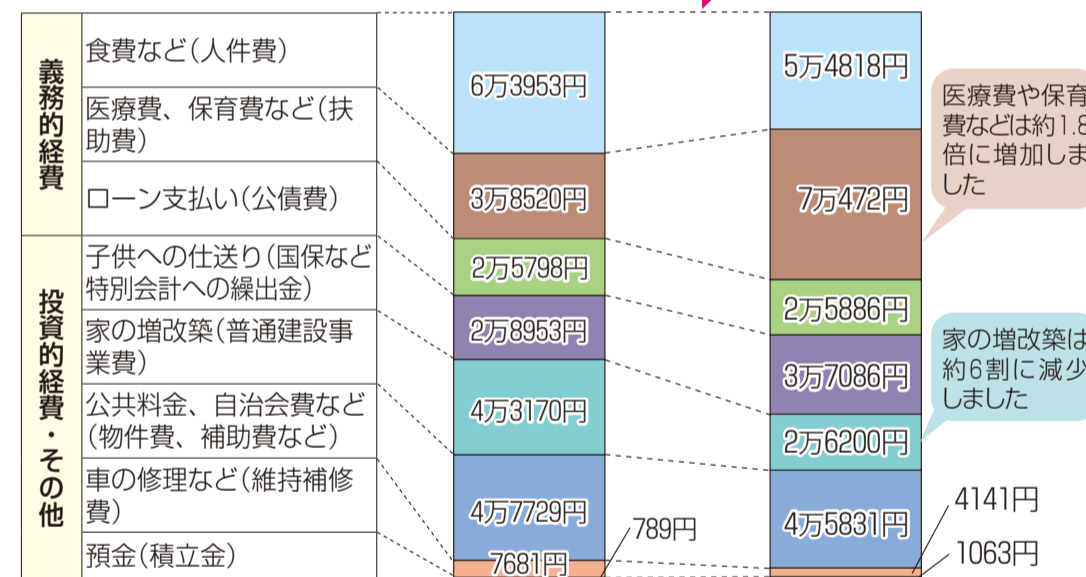 義務的経費
食費など(人件費)
医療費、保育費など(扶
助費)
ローン支払い(公債費)
投資的経費・その他
子供への仕送り(国保など
特別会計への繰出金)
家の増改築(普通建設事
業費)
公共料金、自治会費など
(物件費、補助費など)
車の修理など(維持補修
費)
預金(積立金)
6万3953円
3万8520円
2万5798円
2万8953円
4万3170円
4万7729円
7681円
789円
5万4818円
7万472円
2万5886円
3万7086円
2万6200円
4万5831円
4141円
1063円
医療費や保育
費などは約1.8
倍に増加しま
した
家の増改築は
約6割に減少
しました